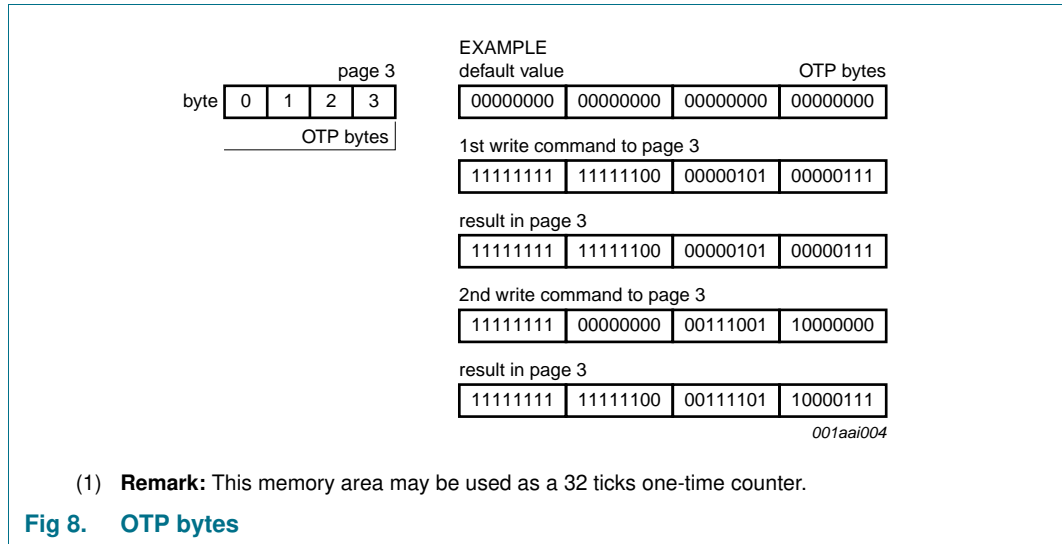 page 3
byte 0 1 2 3
OTP bytes
EXAMPLE
default value OTP bytes
00000000 00000000 00000000 00000000
1st write command to page 3
11111111 11111100 00000101 00000111
result in page 3
11111111 11111100 00000101 00000111
2nd write command to page 3
11111111 00000000 00111001 10000000
result in page 3
11111111 11111100 00111101 10000111
001aai004
(1) Remark: This memory area may be used as a 32 ticks one-time counter.
Fig 8. OTP bytes